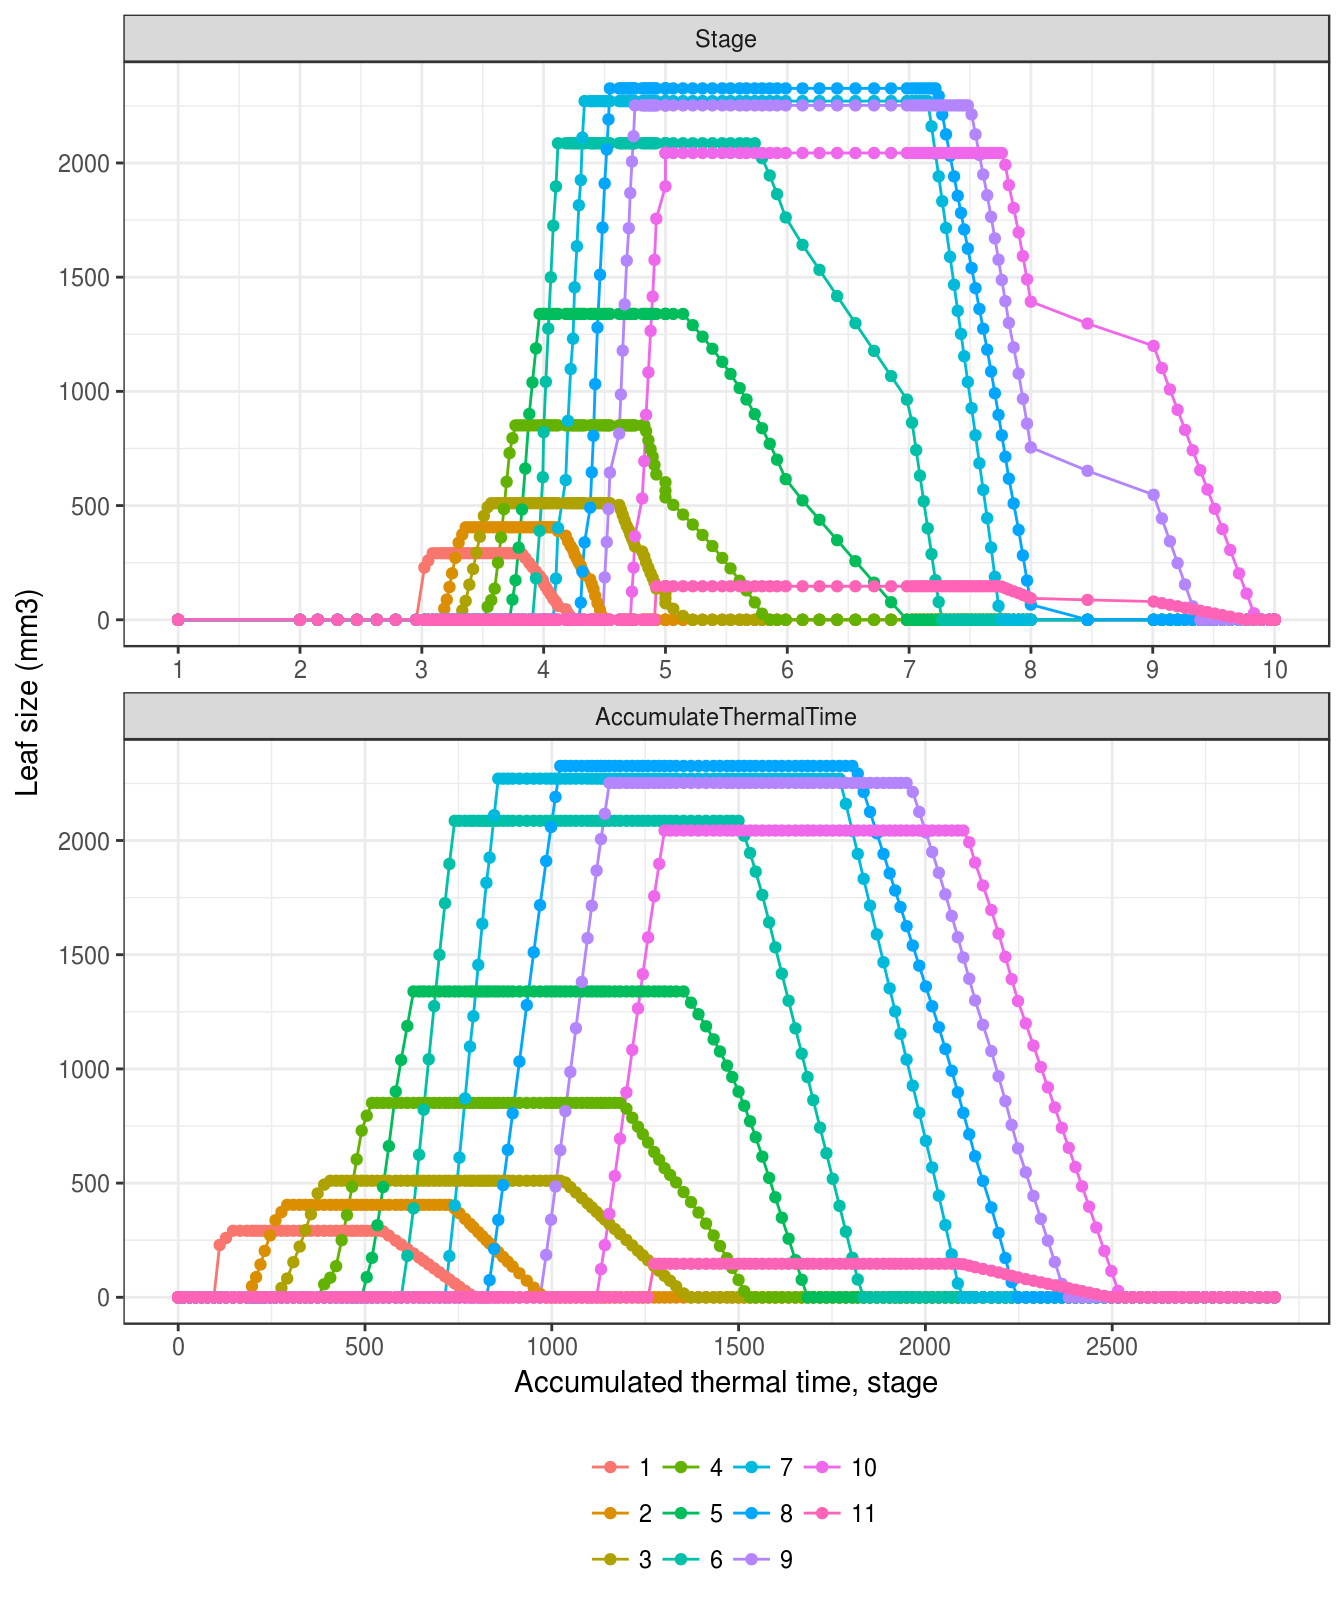 Stage
2000
1500
1000
500
0
1 2 3 4 5 6 7 8 9 10
Leaf size (mm3)
AccumulateThermalTime
2000
1500
1000
500
0
0 500 1000 1500 2000 2500
Accumulated thermal time, stage
1 4 7 10
2 5 8 11
3 6 9